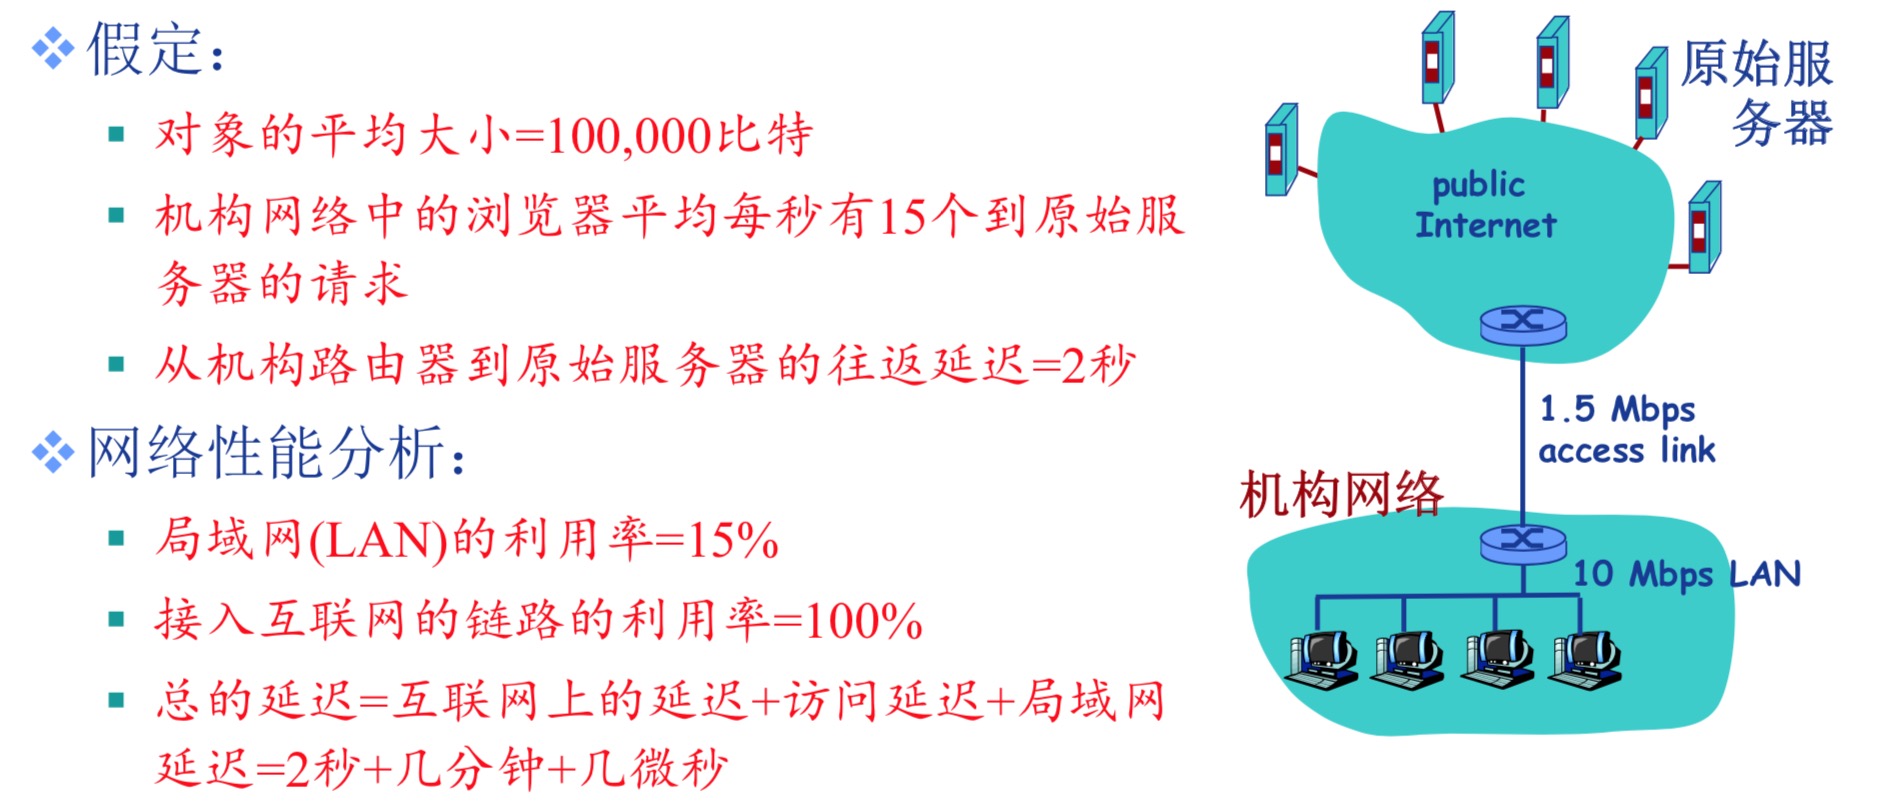 假定：
对象的平均大小=100,000比特
机构网络中的浏览器平均每秒有15个到原始服
务器的请求
从机构路由器到原始服务器的往返延迟=2秒
网络性能分析：
局域网(LAN)的利用率=15%
接入互联网的链路的利用率=100%
总的延迟=互联网上的延迟+访问延迟+局域网
延迟=2秒+几分钟+几微秒
原始服
务器
public
Internet
1.5 Mbps
access link
机构网络
10 Mbps LAN